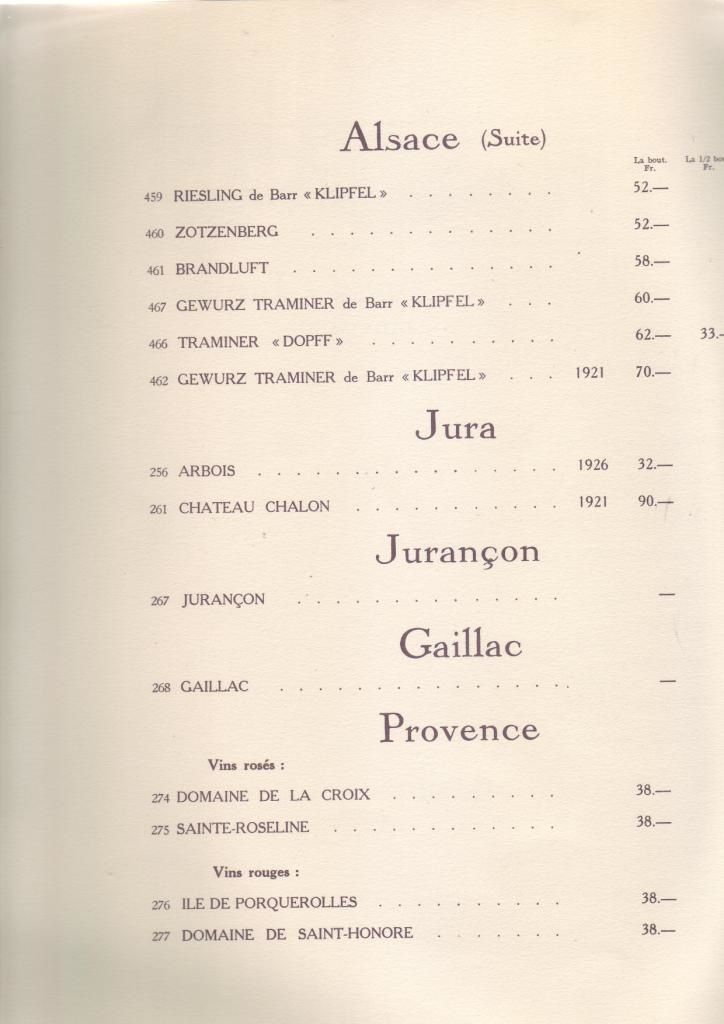 Alsace (Suite)
La bout. La 1/2
Fr. Fr.
459 RIESLING de Barr « KLIPFEL » . . . . . . . . 52.—
460 ZOTZENBERG . . . . . . . . . . . . . 52.—
461 BRANDLUFT . . . . . . . . . . . . . . 58.—
467 GEWURZ TRAMINER de Barr « KLIPFEL » . . . 60.—
466 TRAMINER « DOPFF » . . . . . . . . . . 62.— 33.—
462 GEWURZ TRAMINER de Barr « KLIPFEL » . . . 1921 70.—
Jura
256 ARBOIS . . . . . . . . . . . . . . . . 1926 32.—
261 CHATEAU CHALON . . . . . . . . . . . 1921 90.—
Jurançon
267 JURANÇON . . . . . . . . . . . . . . —
Gaillac
268 GAILLAC . . . . . . . . . . . . . . . . —
Provence
Vins rosés :
274 DOMAINE DE LA CROIX . . . . . . . . . 38.—
275 SAINTE-ROSELINE . . . . . . . . . . . . 38.—
Vins rouges :
276 ILE DE PORQUEROLLES . . . . . . . . . . 38.—
277 DOMAINE DE SAINT-HONORE . . . . . . . 38.—